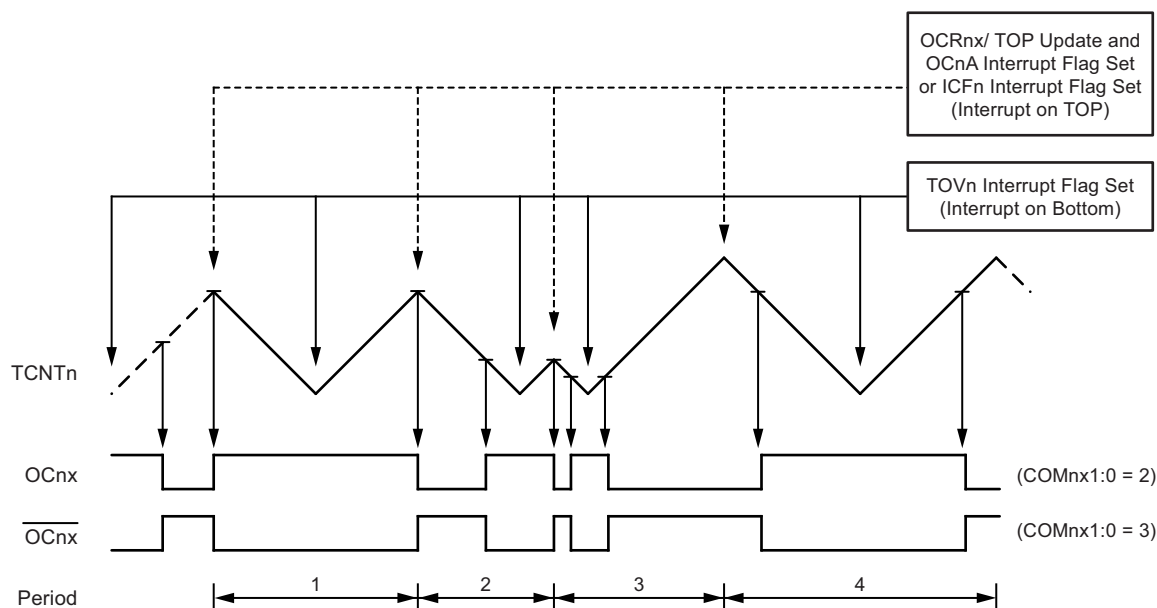 OCRnx/ TOP Update and
OCnA Interrupt Flag Set
or ICFn Interrupt Flag Set
(Interrupt on TOP)
TOVn Interrupt Flag Set
(Interrupt on Bottom)
TCNTn
OCnx
(COMnx1:0 = 2)
OCnx
(COMnx1:0 = 3)
Period
1
2
3
4